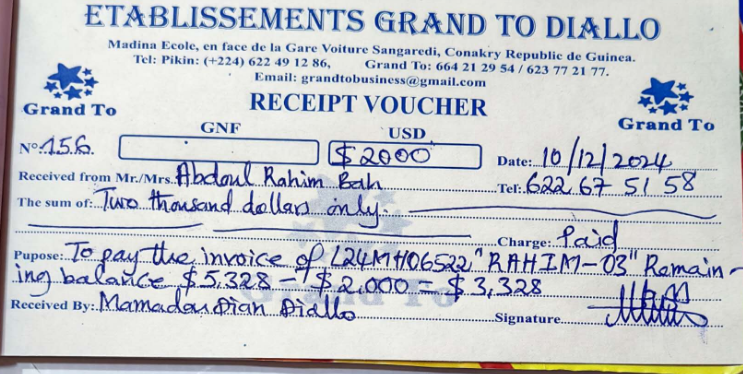 ETABLISSEMENTS GRAND TO DIALLO
Madina Ecole, en face de la Gare Voiture Sangaredi, Conakry Republic de Guinea.
Tel: Pikin: (+224) 622 49 12 86, Grand To: 664 21 29 54 / 623 77 21 77.
Email: grandtobusiness@gmail.com
Grand To
RECEIPT VOUCHER
Grand To
GNF USD
N°: 156. $2000 Date: 10/12/2024
Received from Mr./Mrs. Abdoul Rahim Bah Tel: 622 67 51 58
The sum of: Two thousand dollars only.
Charge: Paid
Pupose: To pay the invoice of L24MH06522 "RAHIM-03" Remain-
ing balance $5,328 - $2,000 = $3,328
Grand To
Received By: Mamadou Dian Diallo Signature